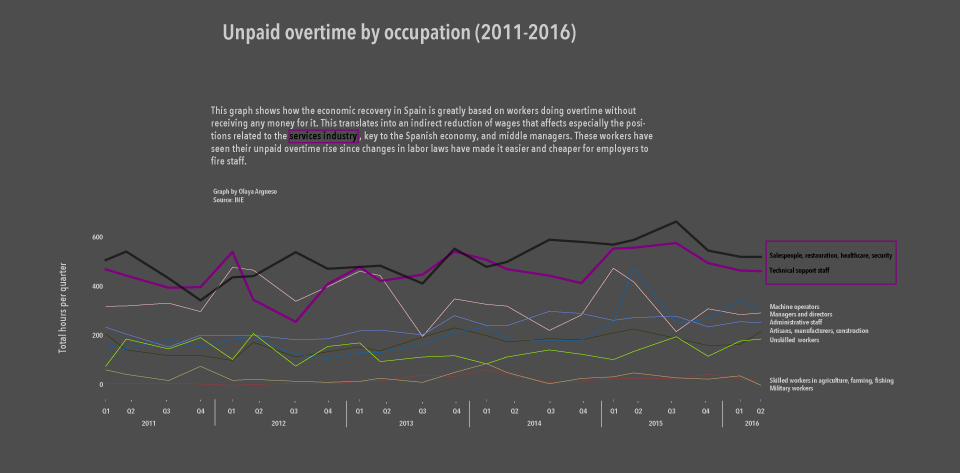 Unpaid overtime by occupation (2011-2016)
This graph shows how the economic recovery in Spain is greatly based on workers doing overtime without
receiving any money for it. This translates into an indirect reduction of wages that affects especially the posi-
tions related to the services industry, key to the Spanish economy, and middle managers. These workers have
seen their unpaid overtime rise since changes in labor laws have made it easier and cheaper for employers to
fire staff.
Graph by Olaya Argueso
Source: INE
Total hours per quarter
600
400
200
0
Salespeople, restauration, healthcare, security
Technical support staff
Machine operators
Managers and directors
Administrative staff
Artisans, manufacturers, construction
Unskilled workers
Skilled workers in agriculture, farming, fishing
Military workers
Q1 Q2 Q3 Q4 Q1 Q2 Q3 Q4 Q1 Q2 Q3 Q4 Q1 Q2 Q3 Q4 Q1 Q2 Q3 Q4 Q1 Q2
2011 2012 2013 2014 2015 2016